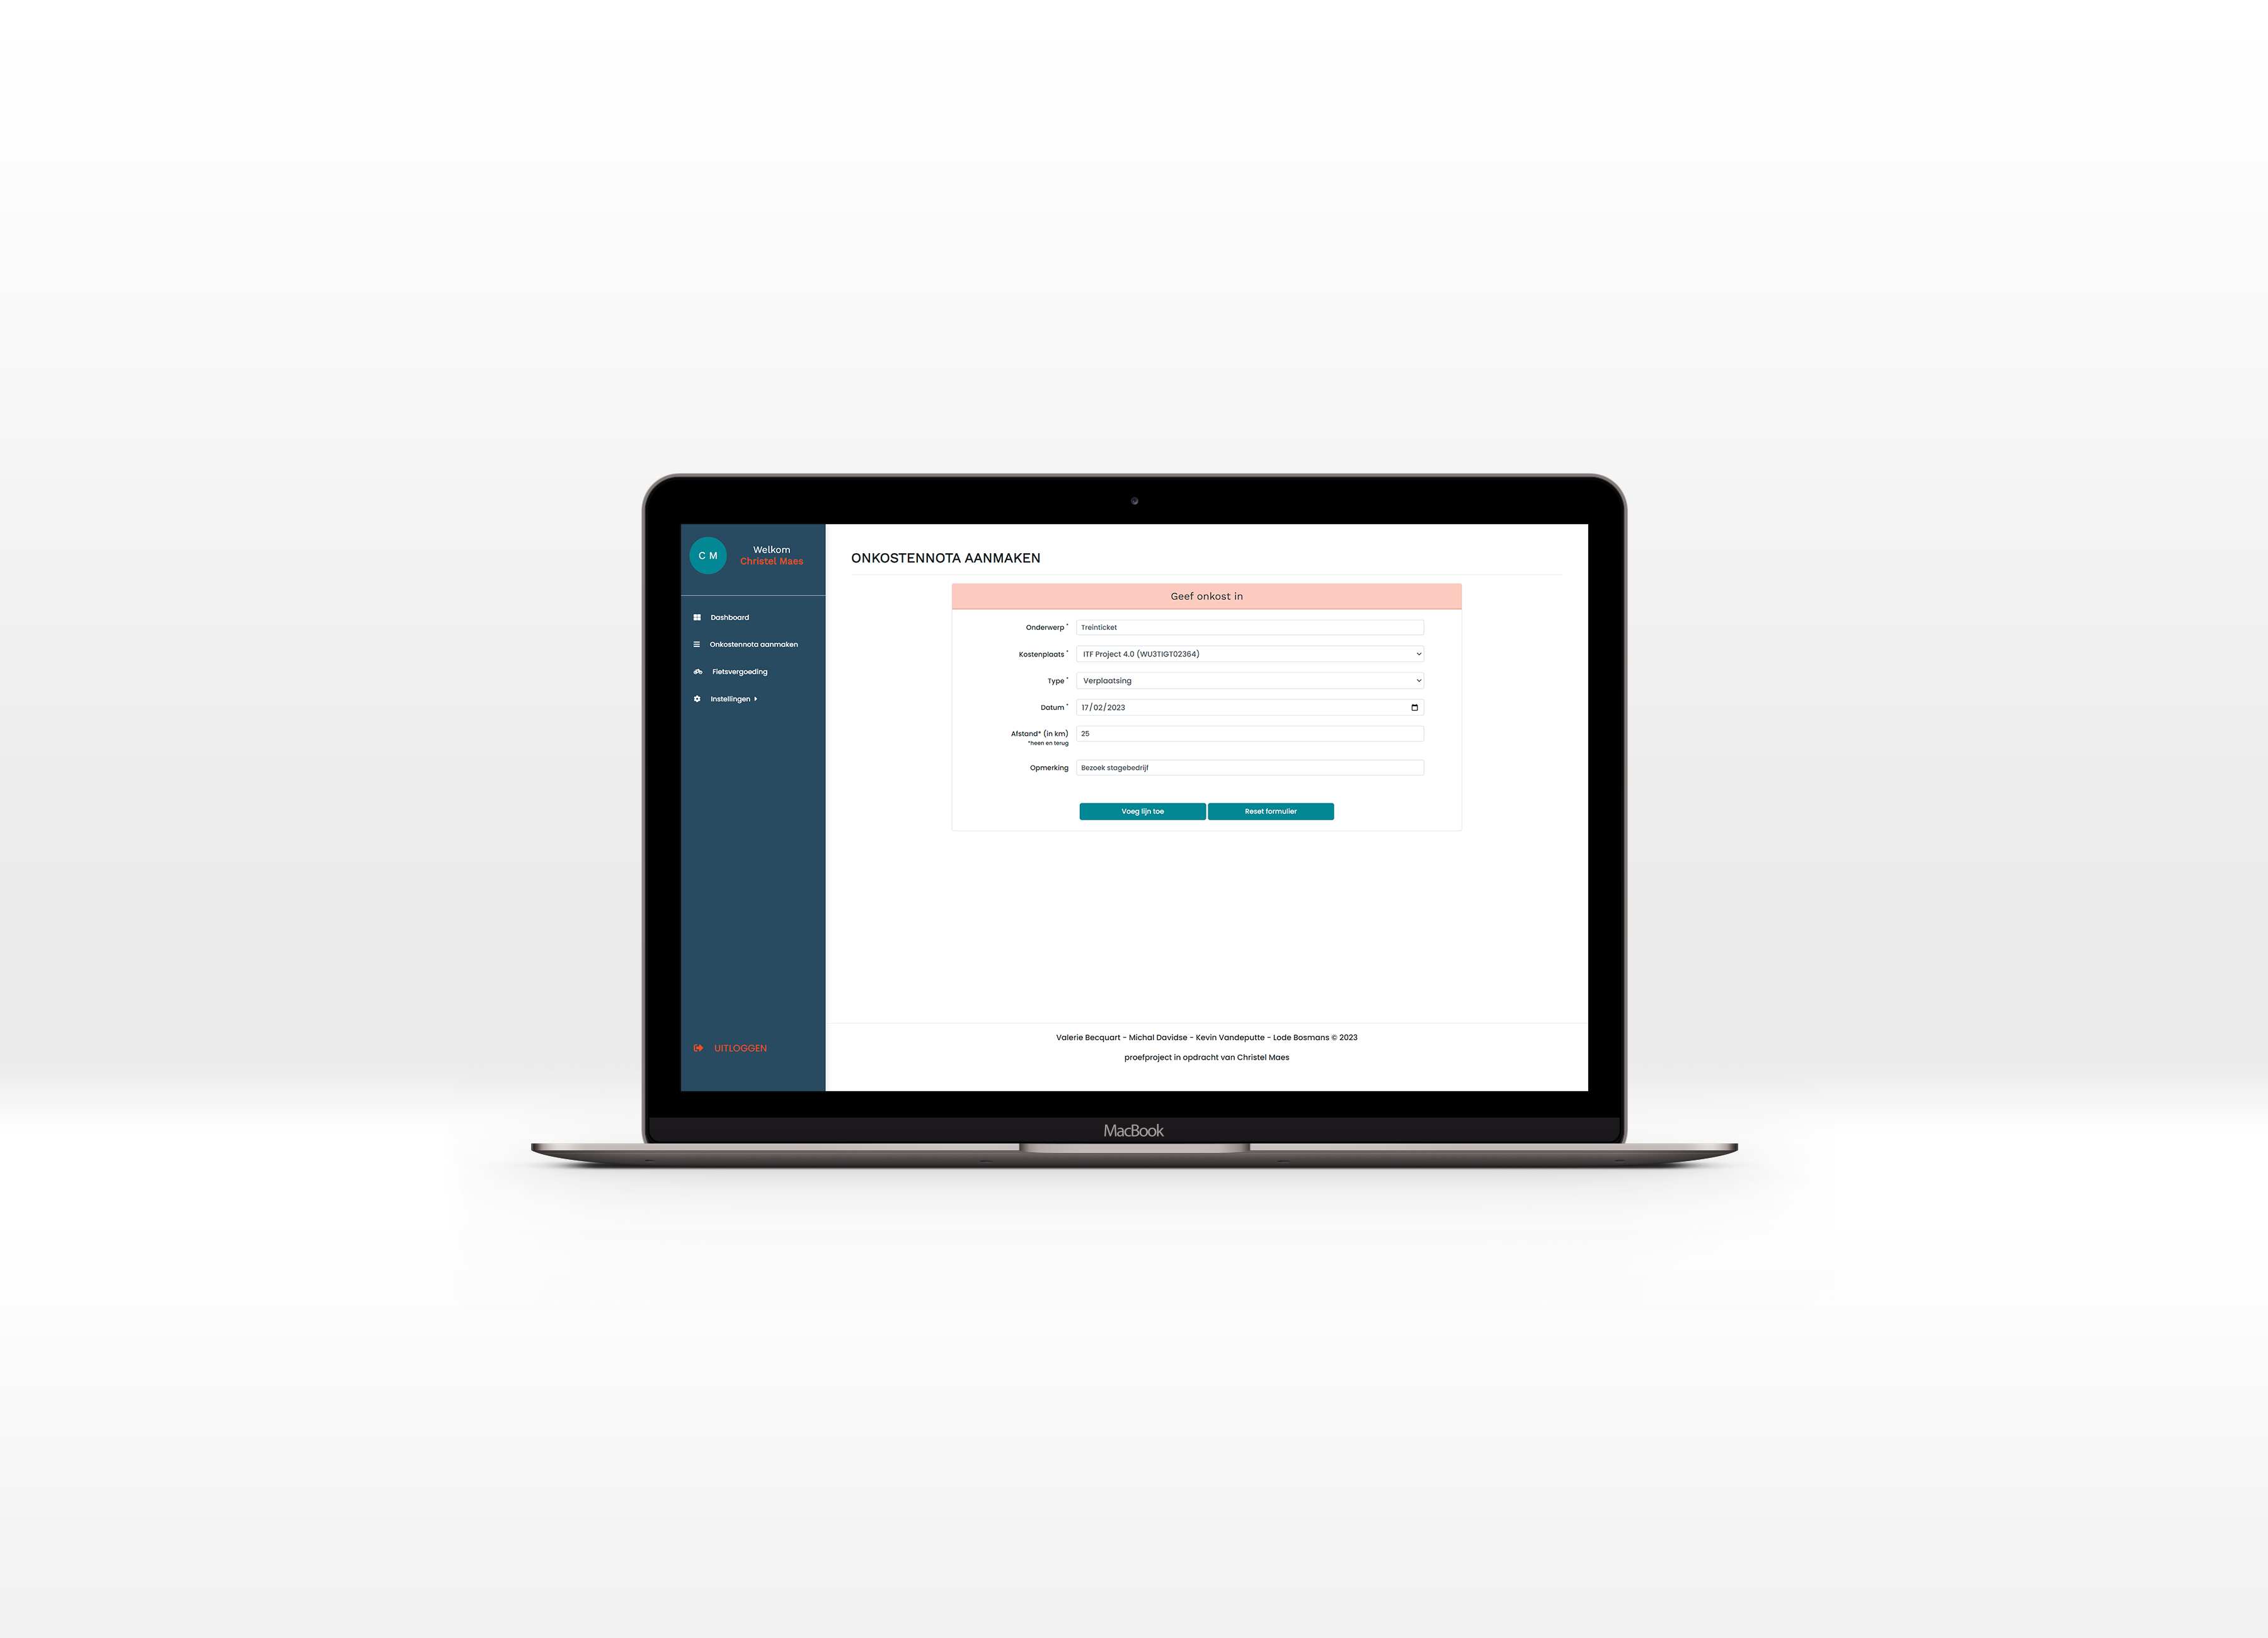 C M
Welkom
Christel Maes
Dashboard
Onkostennota aanmaken
Fietsvergoeding
Instellingen
UITLOGGEN
ONKOSTENNOTA AANMAKEN
Geef onkost in
Onderwerp * Treinticket
Kostenplaats * ITF Project 4.0 (WU3TIGT02364)
Type * Verplaatsing
Datum * 17/02/2023
Afstand* (in km) 25
*heen en terug
Opmerking Bezoek stagebedrijf
Voeg lijn toe Reset formulier
Valerie Becquart - Michal Davidse - Kevin Vandeputte - Lode Bosmans © 2023
proefproject in opdracht van Christel Maes
MacBook